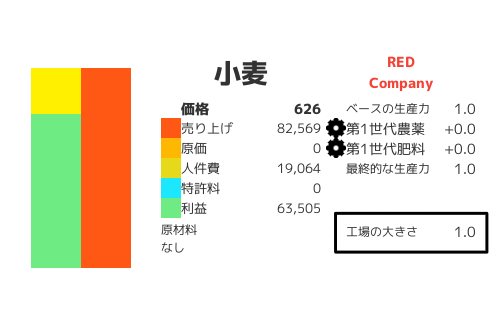 小麦
価格 626
売り上げ 82,569
原価 0
人件費 19,064
特許料 0
利益 63,505
原材料
なし
RED
Company
ベースの生産力 1.0
第1世代農薬 +0.0
第1世代肥料 +0.0
最終的な生産力 1.0
工場の大きさ 1.0